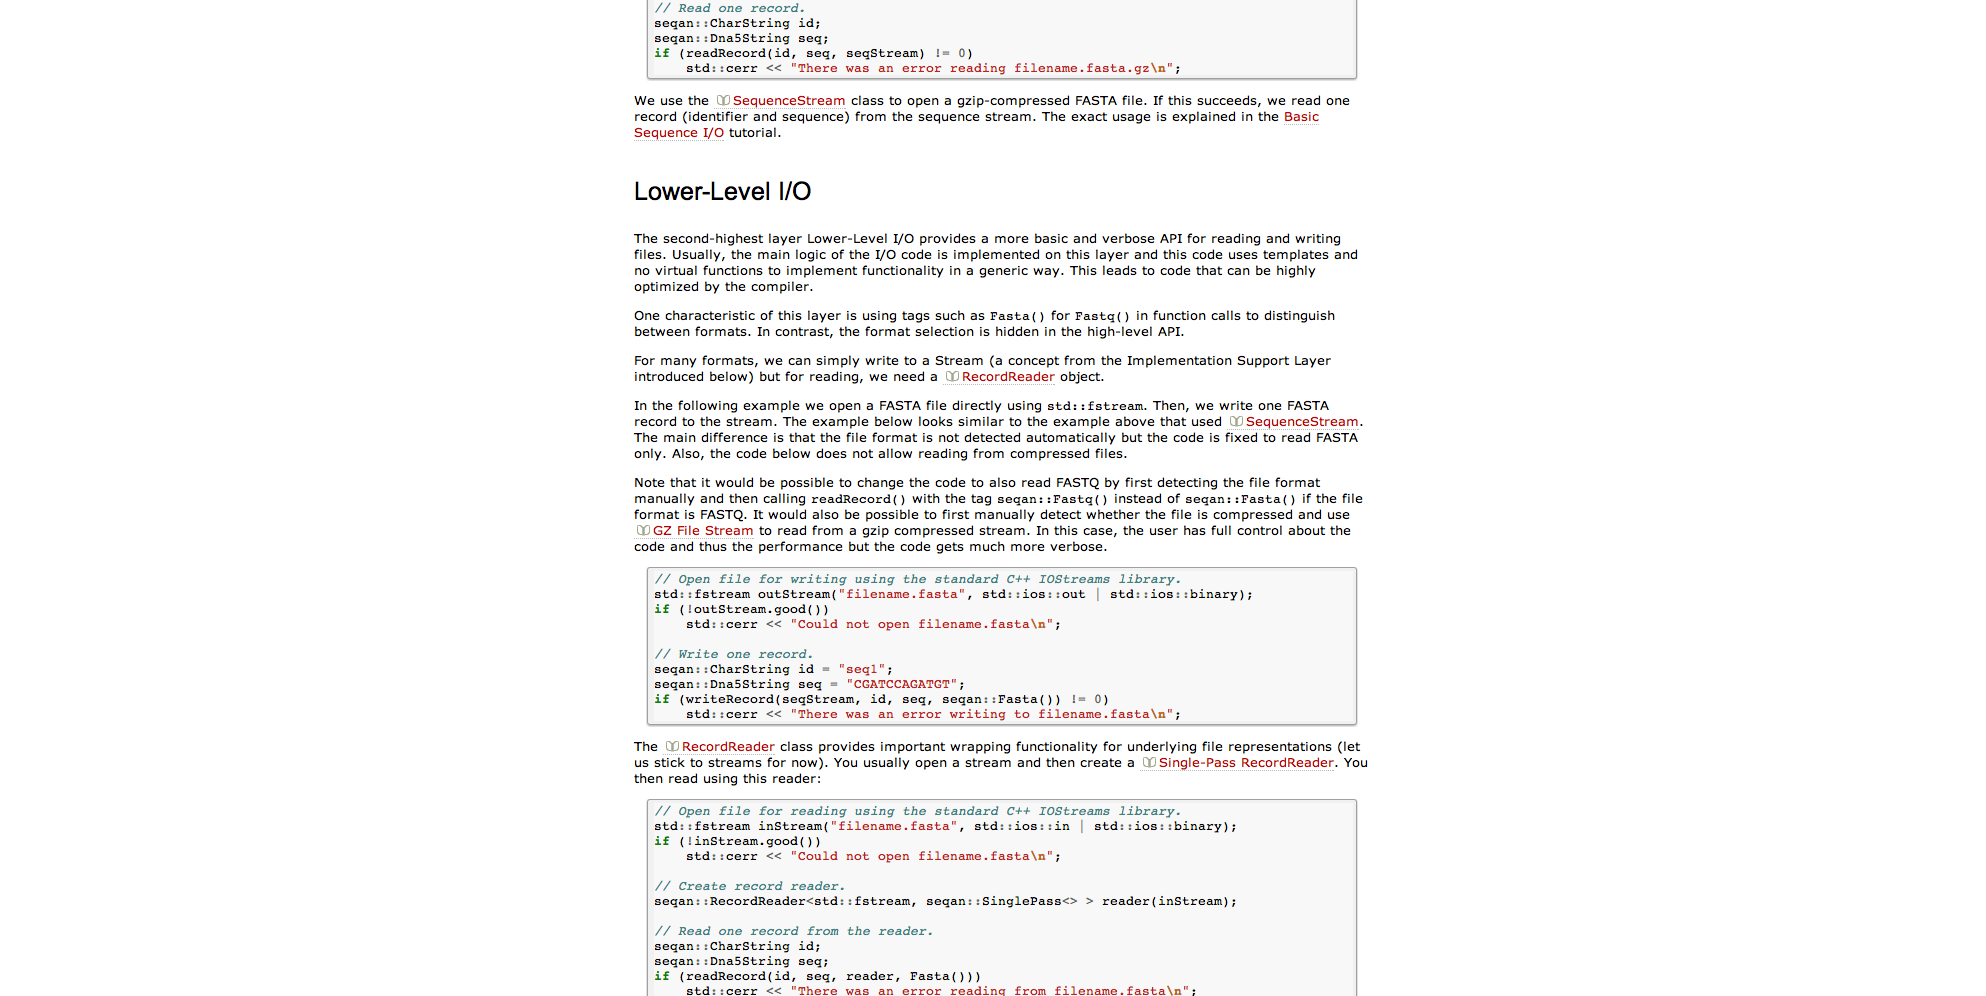 // Read one record.
seqan::CharString id;
seqan::Dna5String seq;
if (readRecord(id, seq, seqStream) != 0)
    std::cerr << "There was an error reading filename.fasta.gz\n";
We use the SequenceStream class to open a gzip-compressed FASTA file. If this succeeds, we read one
record (identifier and sequence) from the sequence stream. The exact usage is explained in the Basic
Sequence I/O tutorial.
Lower-Level I/O
The second-highest layer Lower-Level I/O provides a more basic and verbose API for reading and writing
files. Usually, the main logic of the I/O code is implemented on this layer and this code uses templates and
no virtual functions to implement functionality in a generic way. This leads to code that can be highly
optimized by the compiler.
One characteristic of this layer is using tags such as Fasta() for Fastq() in function calls to distinguish
between formats. In contrast, the format selection is hidden in the high-level API.
For many formats, we can simply write to a Stream (a concept from the Implementation Support Layer
introduced below) but for reading, we need a RecordReader object.
In the following example we open a FASTA file directly using std::fstream. Then, we write one FASTA
record to the stream. The example below looks similar to the example above that used SequenceStream.
The main difference is that the file format is not detected automatically but the code is fixed to read FASTA
only. Also, the code below does not allow reading from compressed files.
Note that it would be possible to change the code to also read FASTQ by first detecting the file format
manually and then calling readRecord() with the tag seqan::Fastq() instead of seqan::Fasta() if the file
format is FASTQ. It would also be possible to first manually detect whether the file is compressed and use
GZ File Stream to read from a gzip compressed stream. In this case, the user has full control about the
code and thus the performance but the code gets much more verbose.
// Open file for writing using the standard C++ IOStreams library.
std::fstream outStream("filename.fasta", std::ios::out | std::ios::binary);
if (!outStream.good())
    std::cerr << "Could not open filename.fasta\n";
// Write one record.
seqan::CharString id = "seq1";
seqan::Dna5String seq = "CGATCCAGATGT";
if (writeRecord(seqStream, id, seq, seqan::Fasta()) != 0)
    std::cerr << "There was an error writing to filename.fasta\n";
The RecordReader class provides important wrapping functionality for underlying file representations (let
us stick to streams for now). You usually open a stream and then create a Single-Pass RecordReader. You
then read using this reader:
// Open file for reading using the standard C++ IOStreams library.
std::fstream inStream("filename.fasta", std::ios::in | std::ios::binary);
if (!inStream.good())
    std::cerr << "Could not open filename.fasta\n";
// Create record reader.
seqan::RecordReader<std::fstream, seqan::SinglePass<> > reader(inStream);
// Read one record from the reader.
seqan::CharString id;
seqan::Dna5String seq;
if (readRecord(id, seq, reader, Fasta()))
    std::cerr << "There was an error reading from filename.fasta\n";